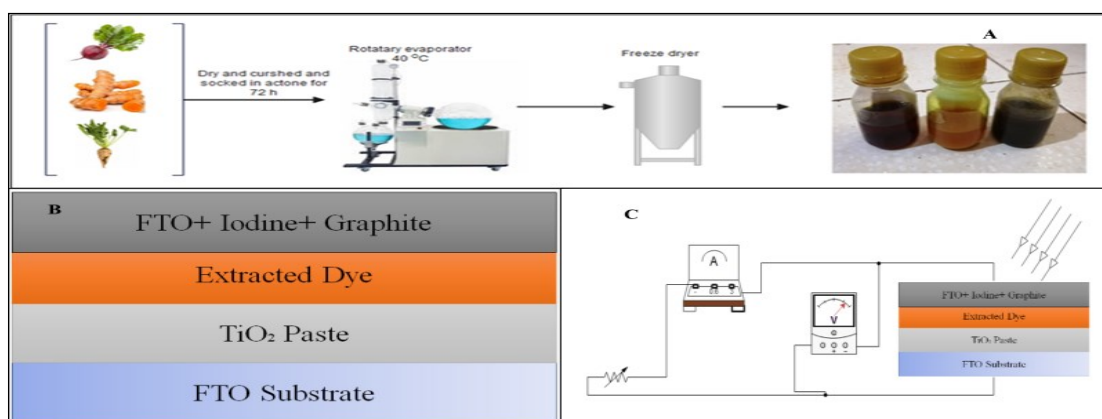 A
Rotatary evaporator
40 °C
Freeze dryer
Dry and curshed and
socked in actone for
72 h
B
FTO+ Iodine+ Graphite
Extracted Dye
TiO₂ Paste
FTO Substrate
C
A
V
FTO+ Iodine+ Graphite
Extracted Dye
TiO₂ Paste
FTO Substrate